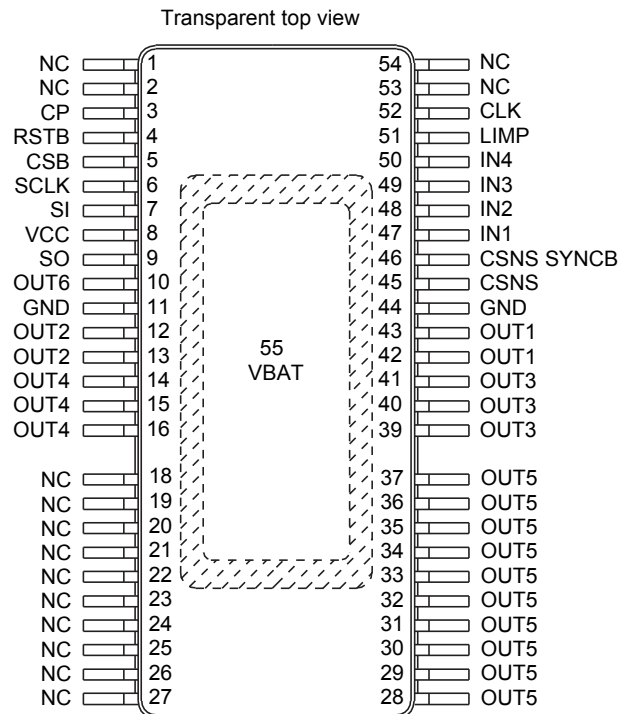 Transparent top view
NC 1 54 NC
NC 2 53 NC
CP 3 52 CLK
RSTB 4 51 LIMP
CSB 5 50 IN4
SCLK 6 49 IN3
SI 7 48 IN2
VCC 8 47 IN1
SO 9 46 CSNS SYNCB
OUT6 10 45 CSNS
GND 11 44 GND
OUT2 12 43 OUT1
OUT2 13 42 OUT1
55
VBAT
OUT4 14 41 OUT3
OUT4 15 40 OUT3
OUT4 16 39 OUT3
NC 18 37 OUT5
NC 19 36 OUT5
NC 20 35 OUT5
NC 21 34 OUT5
NC 22 33 OUT5
NC 23 32 OUT5
NC 24 31 OUT5
NC 25 30 OUT5
NC 26 29 OUT5
NC 27 28 OUT5